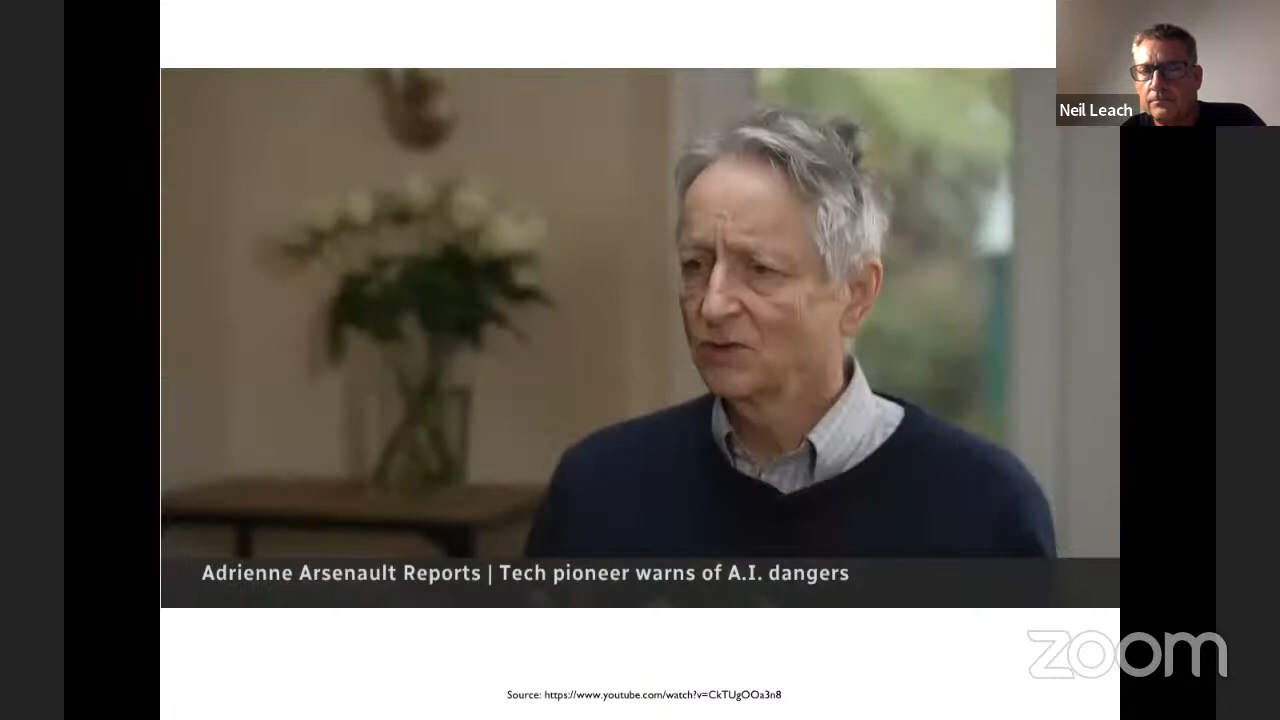 Neil Leach
Adrienne Arsenault Reports | Tech pioneer warns of A.I. dangers
zoom
Source: https://www.youtube.com/watch?v=CkTUgOOa3n8